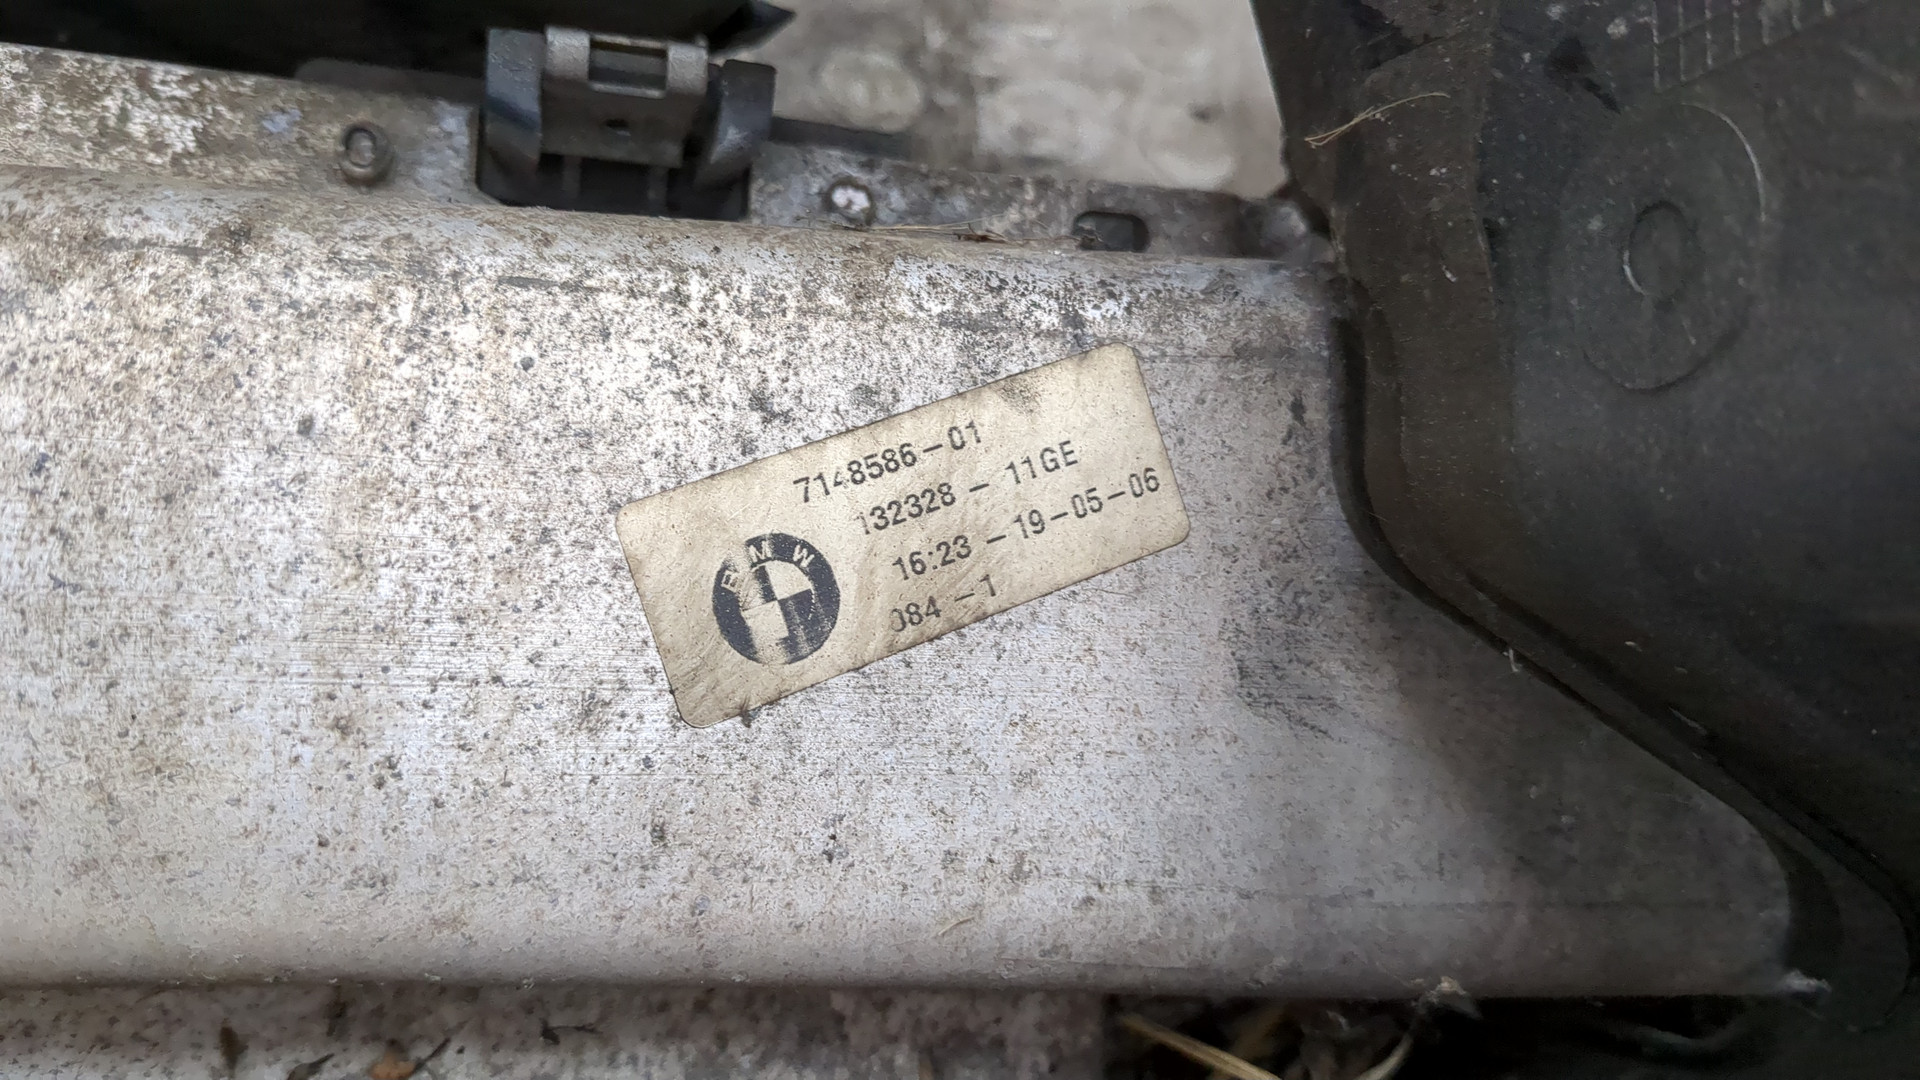 7148586-01
132328 - 11GE
16:23 - 19-05-06
084 - 1
BMW